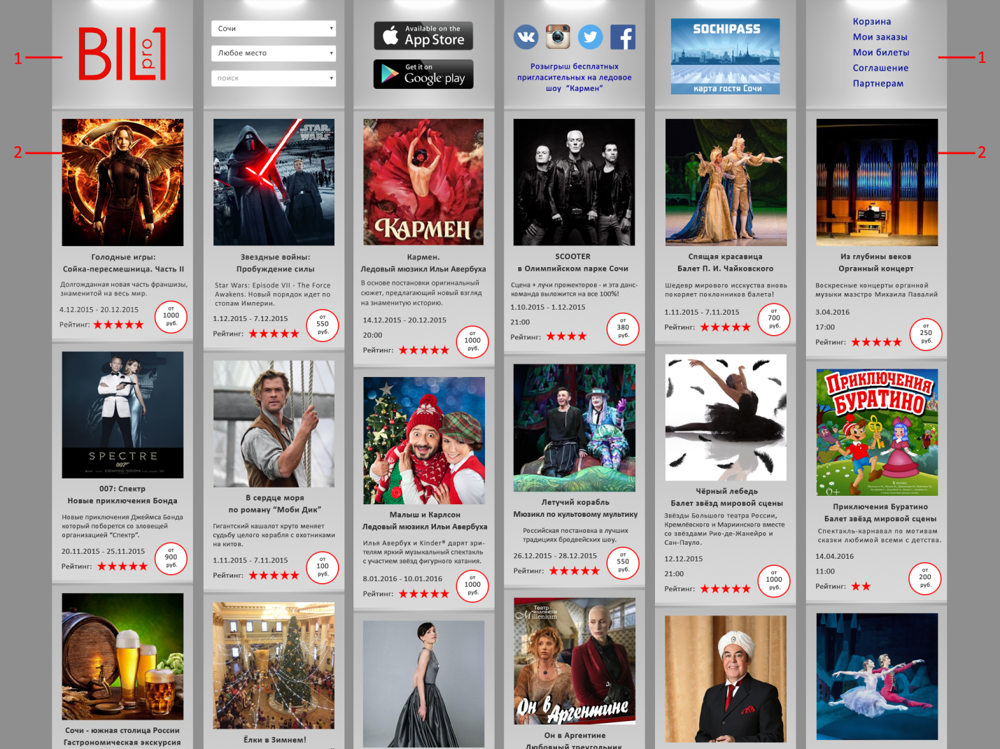 1
BIL
pro
1
Сочи
Любое место
поиск
Available on the
App Store
Get it on
Google play
Розыгрыш бесплатных
пригласительных на ледовое
шоу "Кармен"
SOCHIPASS
карта гостя Сочи
Корзина
Мои заказы
Мои билеты
Соглашение
Партнерам
1
2
2
Голодные игры:
Сойка-пересмешница. Часть II
Долгожданная новая часть франшизы,
знаменитой на весь мир.
4.12.2015 - 20.12.2015
Рейтинг:
от
1000
руб.
STAR
WARS
Звездные войны:
Пробуждение силы
Star Wars: Episode VII - The Force
Awakens. Новый порядок идет по
стопам Империи.
1.12.2015 - 7.12.2015
Рейтинг:
от
550
руб.
КАРМЕН
Кармен.
Ледовый мюзикл Ильи Авербуха
В основе постановки оригинальный
сюжет, предлагающий новый взгляд
на знаменитую историю.
14.12.2015 - 20.12.2015
20:00
Рейтинг:
от
1000
руб.
SCOOTER
в Олимпийском парке Сочи
Сцена + лучи прожекторов - и эта данс-
команда выложится на все 100%!
1.10.2015 - 1.12.2015
21:00
Рейтинг:
от
380
руб.
Спящая красавица
Балет П. И. Чайковского
Шедевр мирового исскуства вновь
покоряет поклонников балета!
1.11.2015 - 7.11.2015
Рейтинг:
от
700
руб.
Из глубины веков
Органный концерт
Воскресные концерты органной
музыки маэстро Михаила Павалий
3.04.2016
17:00
Рейтинг:
от
250
руб.
SPECTRE
007
COMING SOON
007: Спектр
Новые приключения Бонда
Новые приключения Джеймса Бонда
который поборется со зловещей
организацией "Спектр".
20.11.2015 - 25.11.2015
Рейтинг:
от
900
руб.
В сердце моря
по роману "Моби Дик"
Гигантский кашалот круто меняет
судьбу целого корабля с охотниками
на китов.
1.11.2015 - 7.11.2015
Рейтинг:
от
100
руб.
Малыш и Карлсон
Ледовый мюзикл Ильи Авербуха
Илья Авербух и Kinder® дарят зри-
телям яркий музыкальный спектакль
с участием звёзд фигурного катания.
8.01.2016 - 10.01.2016
Рейтинг:
от
1000
руб.
Летучий корабль
Мюзикл по культовому мультику
Российская постановка в лучших
традициях бродвейских шоу.
26.12.2015 - 28.12.2015
Рейтинг:
от
550
руб.
Чёрный лебедь
Балет звёзд мировой сцены
Звёзды Большого театра России,
Кремлёвского и Мариинского вместе
со звёздами Рио-де-Жанейро и
Сан-Пауло.
12.12.2015
21:00
Рейтинг:
от
1000
руб.
ПРИКЛЮЧЕНИЯ
БУРАТИНО
0+
Приключения Буратино
Балет звёзд мировой сцены
Спектакль-карнавал по мотивам
сказки любимой всеми с детства.
14.04.2016
11:00
Рейтинг:
от
200
руб.
Сочи - южная столица России
Гастрономическая экскурсия
Ёлки в Зимнем!
Театр
Миллениум
Millenium
Он в Аргентине
Он в Аргентине
Любовный треугольник